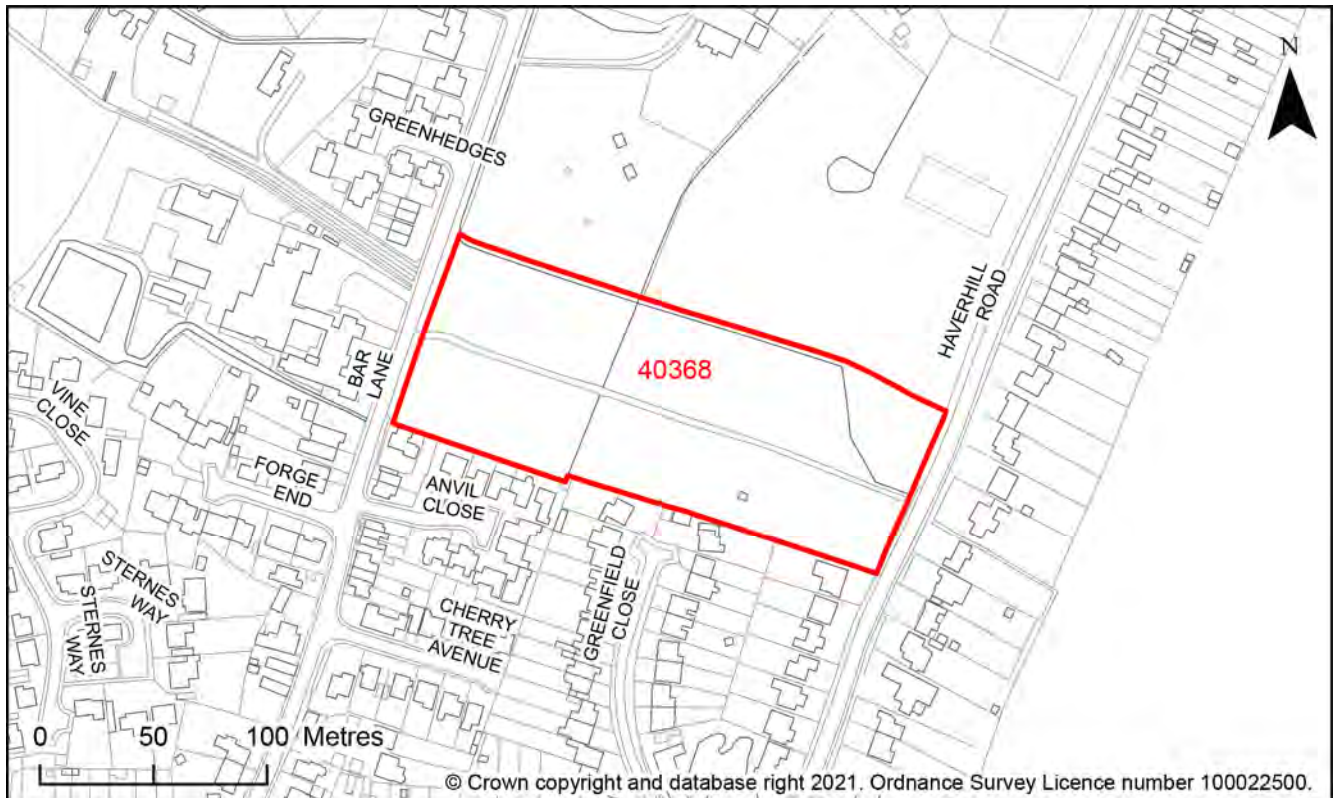 N
GREENHEDGES
HAVERHILL
ROAD
40368
BAR
LANE
VINE
CLOSE
FORGE
END
ANVIL
CLOSE
STERNES
WAY
STERNES
WAY
GREENFIELD
CLOSE
CHERRY
TREE
AVENUE
0 50 100 Metres
© Crown copyright and database right 2021. Ordnance Survey Licence number 100022500.